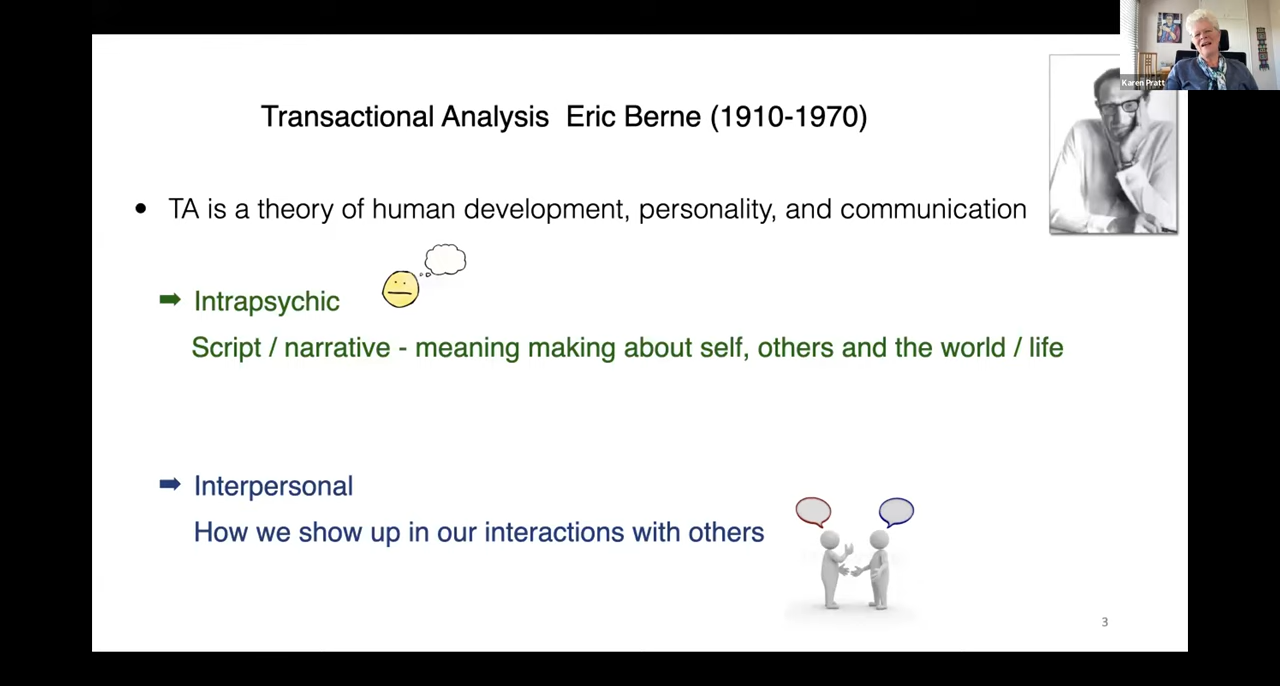 Karen Pratt
Transactional Analysis  Eric Berne (1910-1970)
• TA is a theory of human development, personality, and communication
➡ Intrapsychic
Script / narrative - meaning making about self, others and the world / life
➡ Interpersonal
How we show up in our interactions with others
3